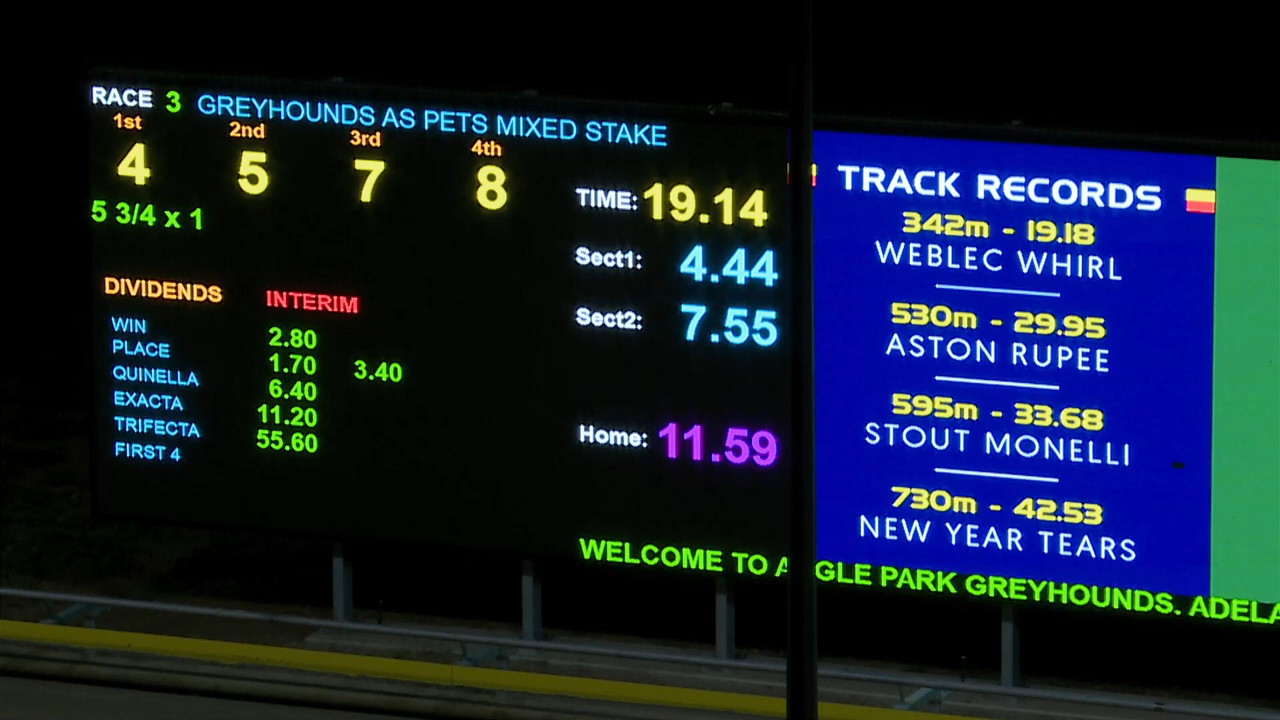 RACE 3 GREYHOUNDS AS PETS MIXED STAKE
1st 2nd 3rd 4th
4 5 7 8
5 3/4 x 1
TIME: 19.14
Sect1: 4.44
Sect2: 7.55
Home: 11.59
DIVIDENDS INTERIM
WIN 2.80
PLACE 1.70 3.40
QUINELLA 6.40
EXACTA 11.20
TRIFECTA 55.60
FIRST 4
TRACK RECORDS
342m - 19.18
WEBLEC WHIRL
530m - 29.95
ASTON RUPEE
595m - 33.68
STOUT MONELLI
730m - 42.53
NEW YEAR TEARS
WELCOME TO A GLE PARK GREYHOUNDS. ADELA